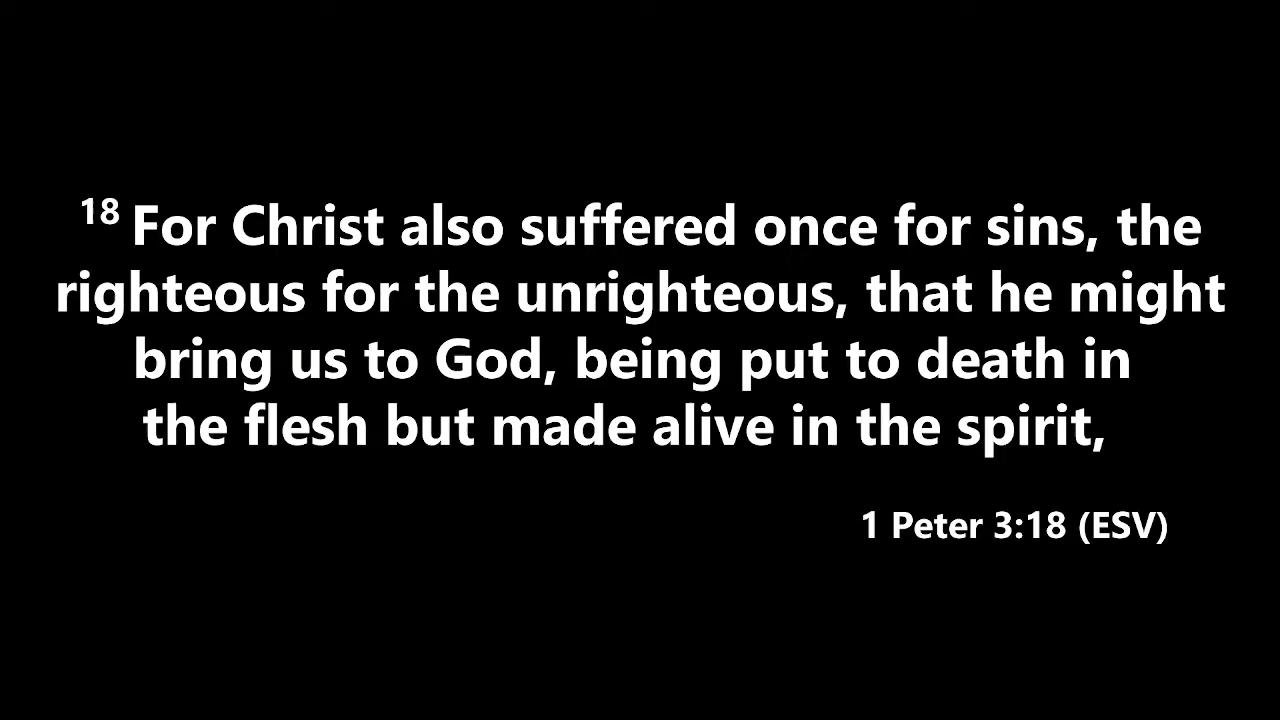 18 For Christ also suffered once for sins, the
righteous for the unrighteous, that he might
bring us to God, being put to death in
the flesh but made alive in the spirit,
1 Peter 3:18 (ESV)